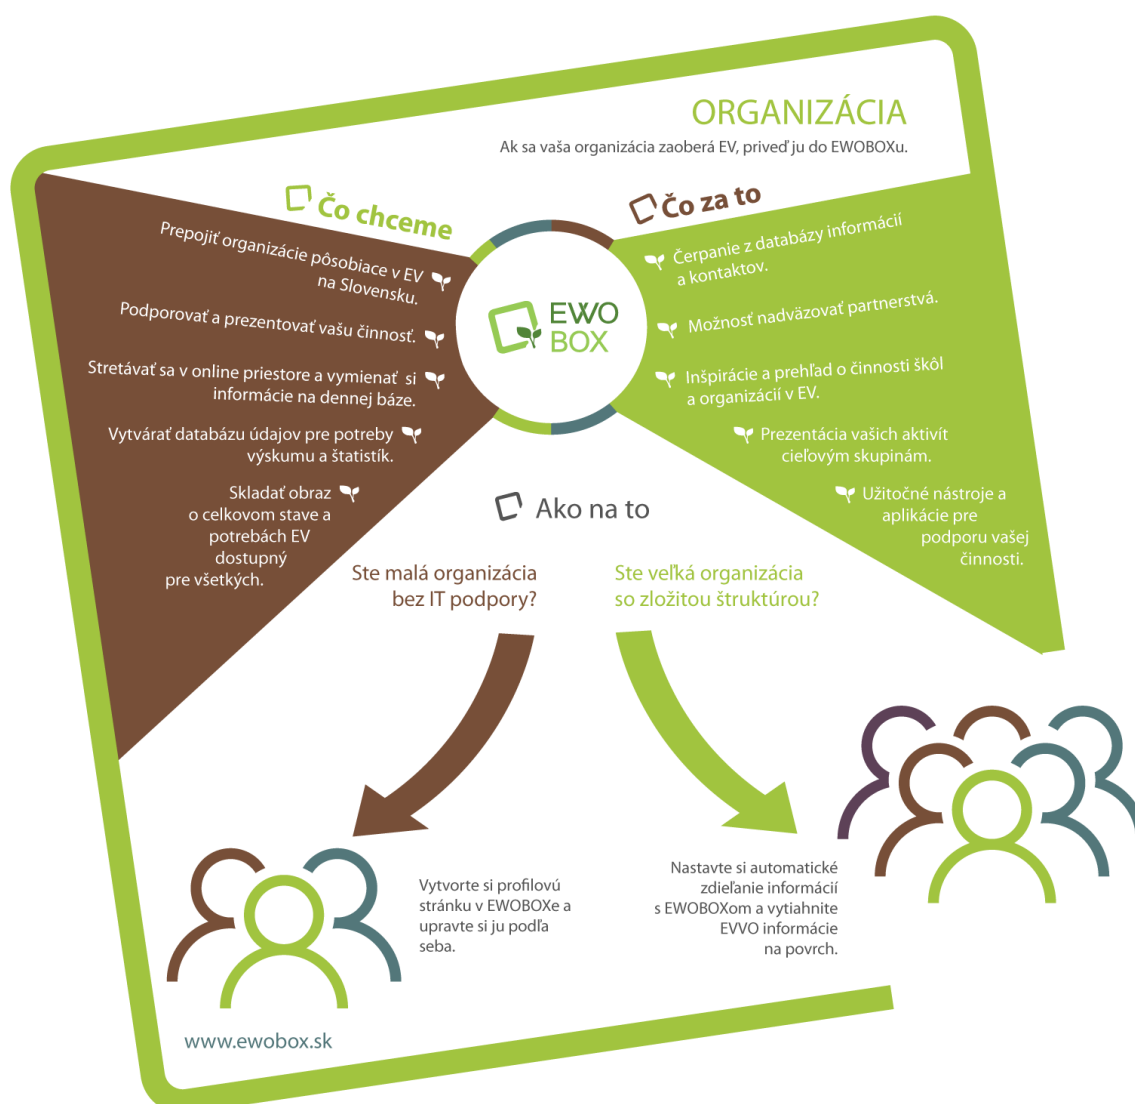 ORGANIZÁCIA
Ak sa vaša organizácia zaoberá EV, priveď ju do EWOBOXu.
Čo chceme
Prepojiť organizácie pôsobiace v EV
na Slovensku.
Podporovať a prezentovať vašu činnosť.
Stretávať sa v online priestore a vymienať si
informácie na dennej báze.
Vytvárať databázu údajov pre potreby
výskumu a štatistík.
Skladať obraz
o celkovom stave a
potrebách EV
dostupný
pre všetkých.
EWO
BOX
Čo za to
Čerpanie z databázy informácií
a kontaktov.
Možnosť nadväzovať partnerstvá.
Inšpirácie a prehľad o činnosti škôl
a organizácií v EV.
Prezentácia vašich aktivít
cieľovým skupinám.
Užitočné nástroje a
aplikácie pre
podporu vašej
činnosti.
Ako na to
Ste malá organizácia
bez IT podpory?
Ste veľká organizácia
so zložitou štruktúrou?
Vytvorte si profilovú
stránku v EWOBOXe a
upravte si ju podľa
seba.
Nastavte si automatické
zdieľanie informácií
s EWOBOXom a vytiahnite
EVVO informácie
na povrch.
www.ewobox.sk